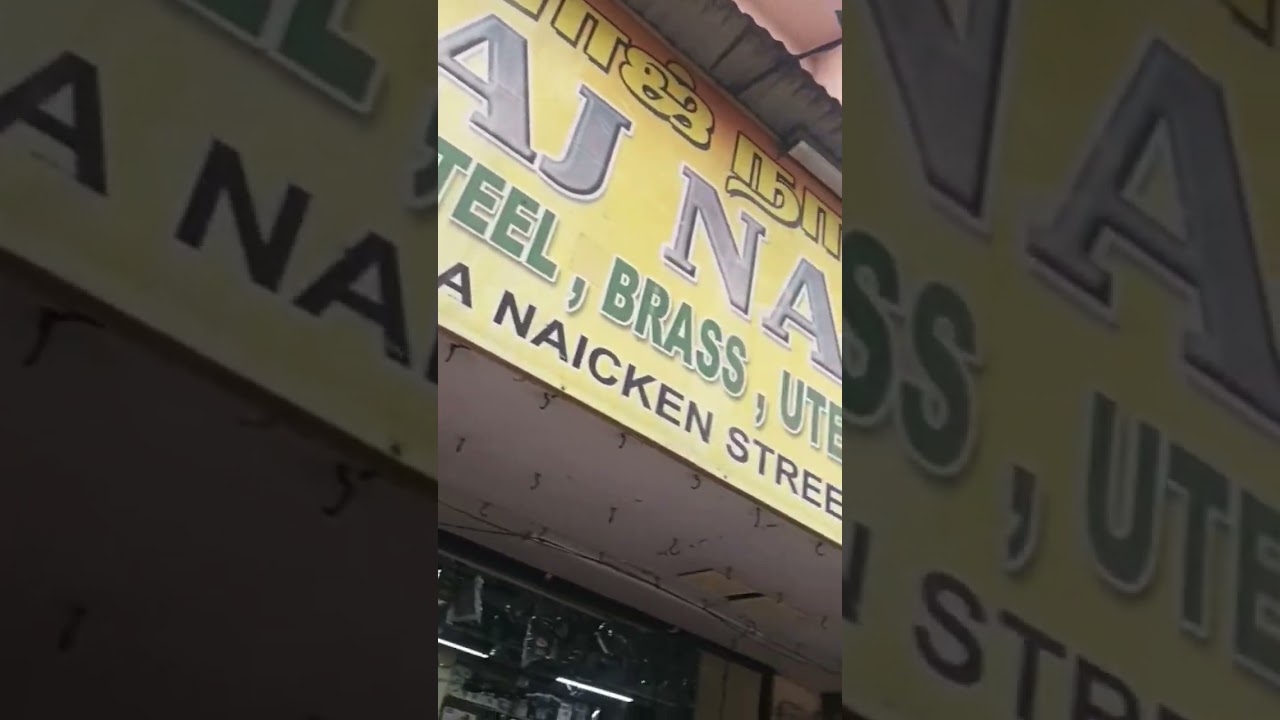 ராஜ் நா
AJ NA
TEEL, BRASS, UTE
A NAICKEN STREE